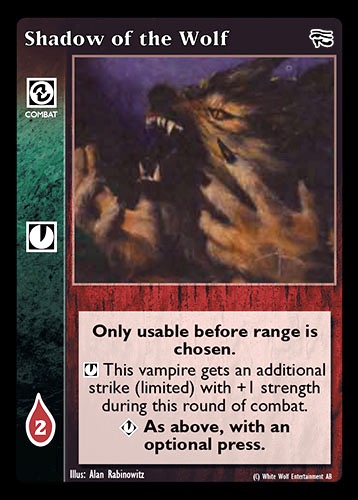 Shadow of the Wolf
COMBAT
Only usable before range is
chosen.
This vampire gets an additional
strike (limited) with +1 strength
during this round of combat.
As above, with an
optional press.
2
Illus: Alan Rabinowitz
(C) White Wolf Entertainment AB